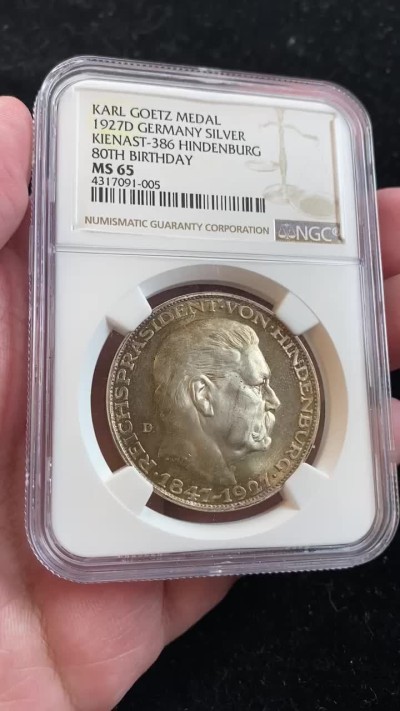 KARL GOETZ MEDAL
1927D GERMANY SILVER
KIENAST-386 HINDENBURG
80TH BIRTHDAY
MS 65
4317091-005
NUMISMATIC GUARANTY CORPORATION
NGC®
REICHSPRÄSIDENT·VON·HINDENBURG·
D
1847-1927